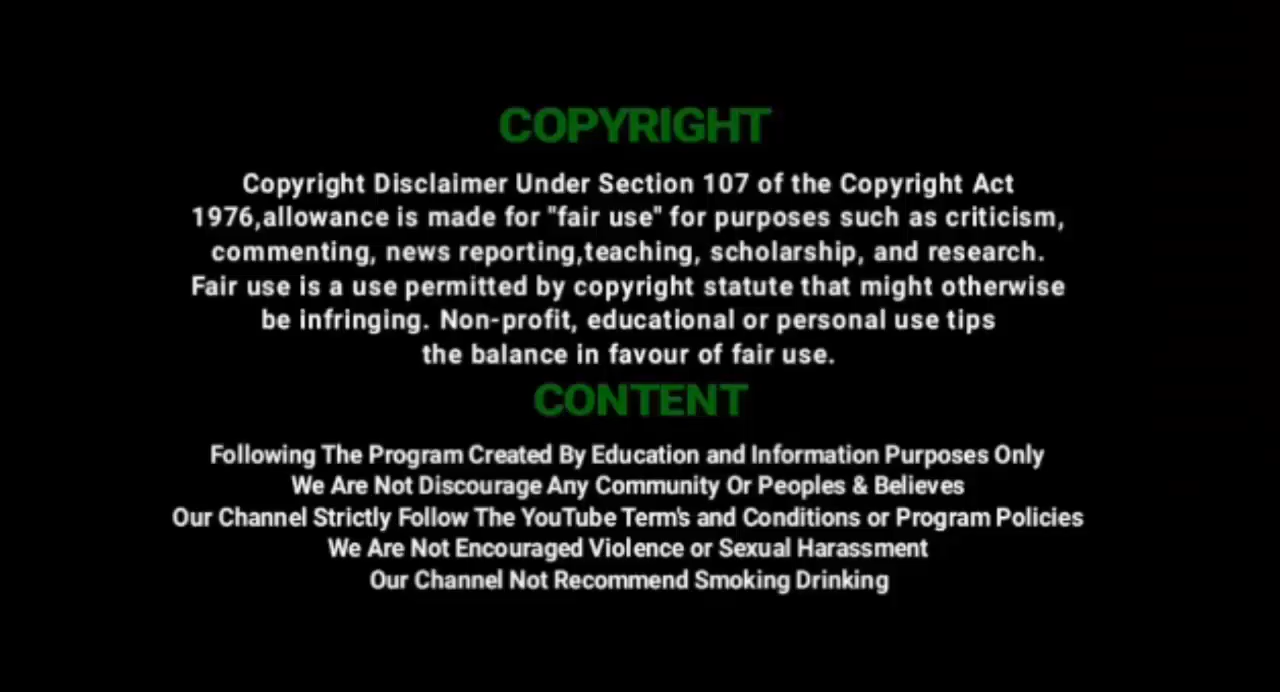 COPYRIGHT
Copyright Disclaimer Under Section 107 of the Copyright Act
1976,allowance is made for "fair use" for purposes such as criticism,
commenting, news reporting,teaching, scholarship, and research.
Fair use is a use permitted by copyright statute that might otherwise
be infringing. Non-profit, educational or personal use tips
the balance in favour of fair use.
CONTENT
Following The Program Created By Education and Information Purposes Only
We Are Not Discourage Any Community Or Peoples & Believes
Our Channel Strictly Follow The YouTube Term's and Conditions or Program Policies
We Are Not Encouraged Violence or Sexual Harassment
Our Channel Not Recommend Smoking Drinking